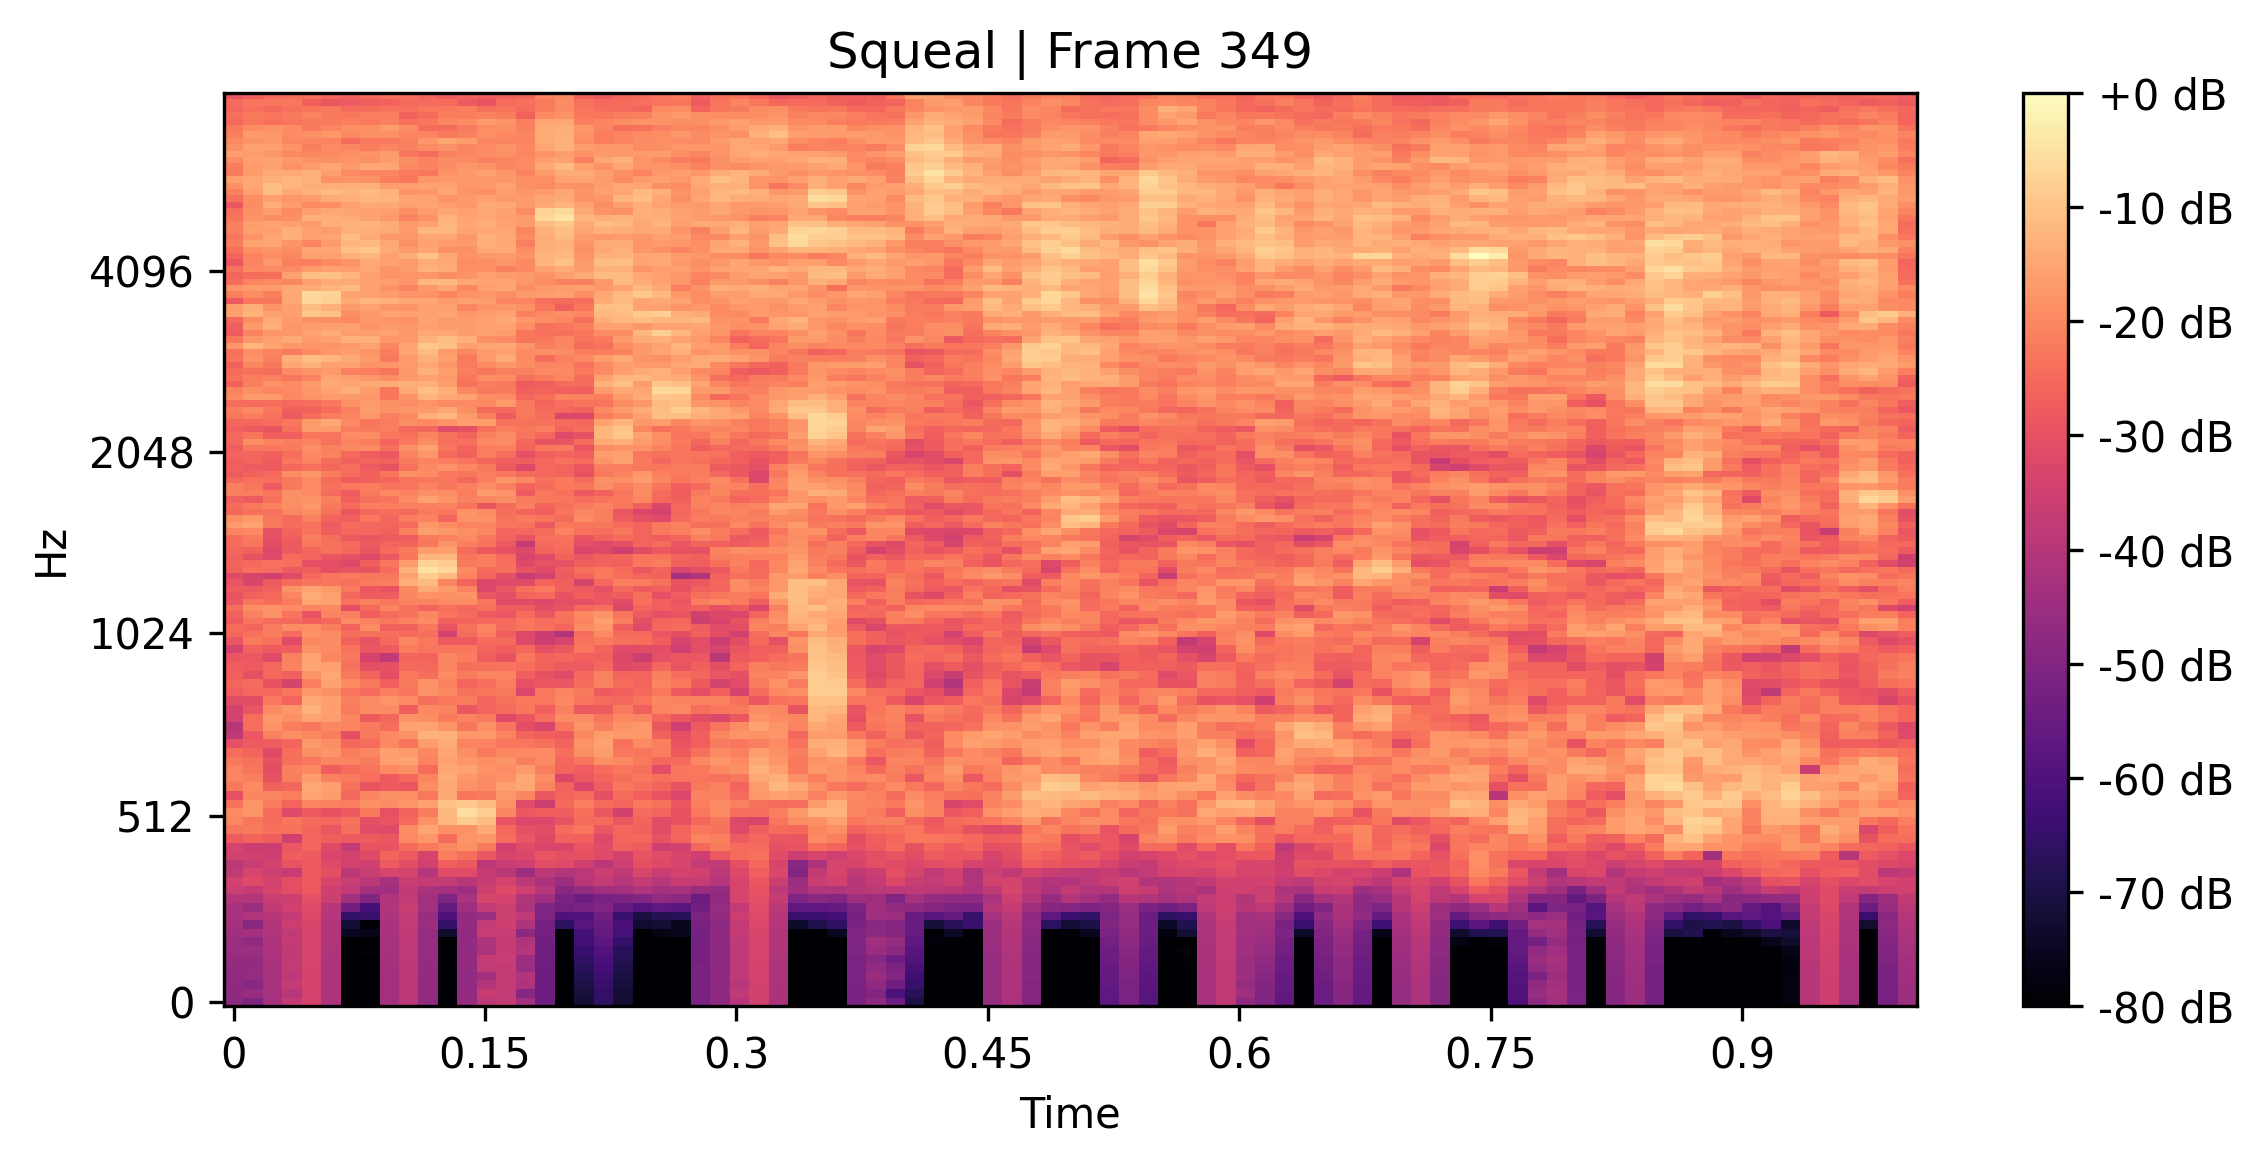 Squeal | Frame 349
+0 dB
-10 dB
-20 dB
-30 dB
-40 dB
-50 dB
-60 dB
-70 dB
-80 dB
Hz
4096
2048
1024
512
0
0 0.15 0.3 0.45 0.6 0.75 0.9
Time